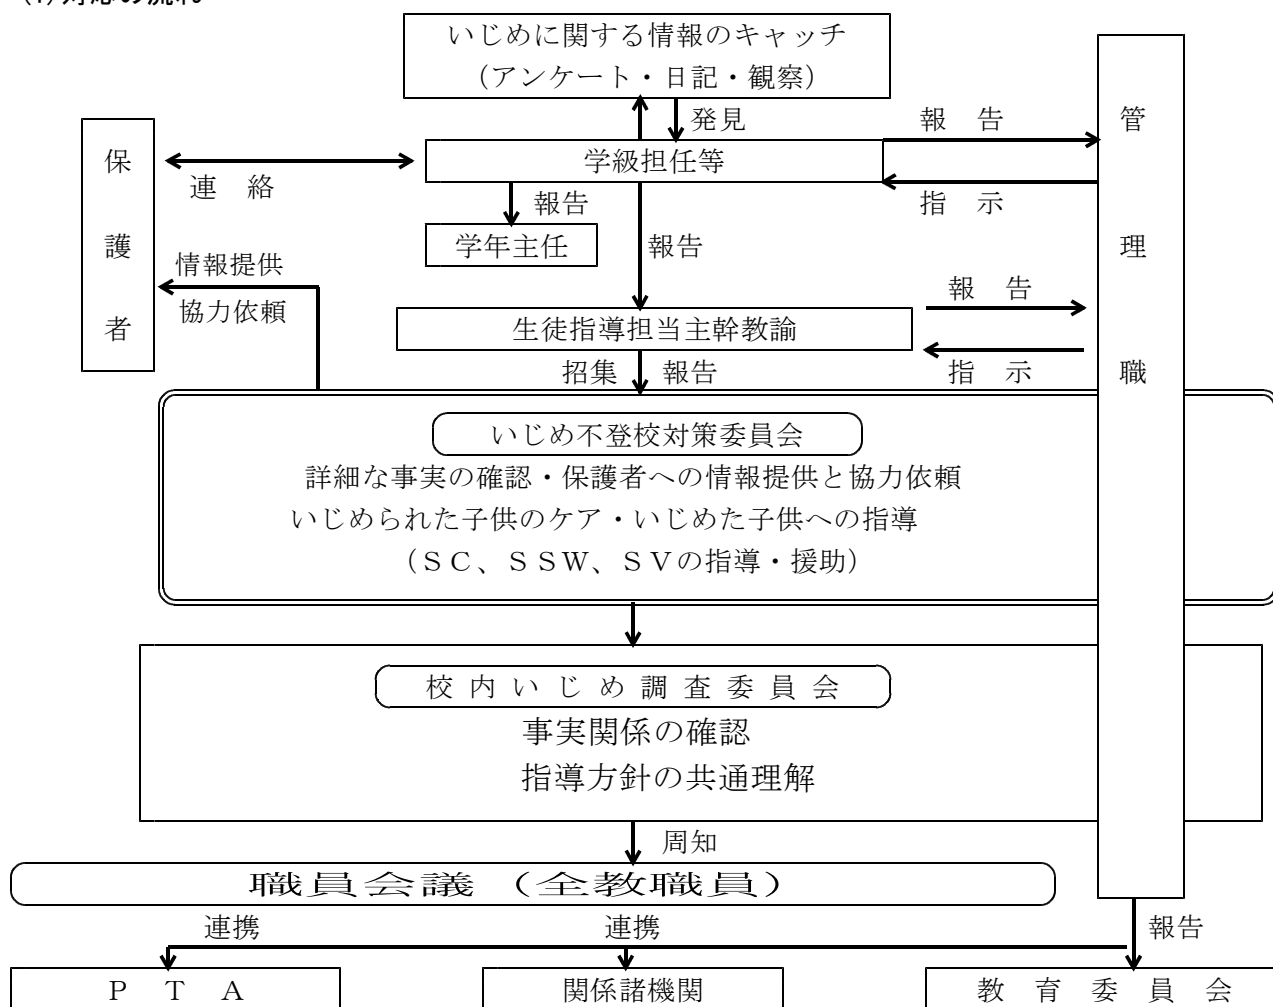 (1) 対応の流れ
いじめに関する情報のキャッチ
（アンケート・日記・観察）
発見
報　告
管理職
保護者
学級担任等
連　絡
指　示
報告
学年主任
報告
情報提供
協力依頼
報　告
生徒指導担当主幹教諭
招集
報告
指　示
いじめ不登校対策委員会
詳細な事実の確認・保護者への情報提供と協力依頼
いじめられた子供のケア・いじめた子供への指導
（ＳＣ、ＳＳＷ、ＳＶの指導・援助）
校 内 い じ め 調 査 委 員 会
事実関係の確認
指導方針の共通理解
周知
職員会議（全教職員）
連携
連携
報告
Ｐ　Ｔ　Ａ
関係諸機関
教　育　委　員　会